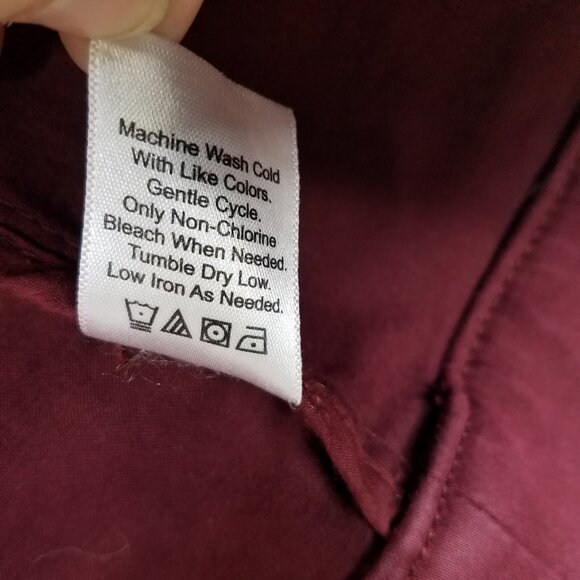 Machine Wash Cold
With Like Colors.
Gentle Cycle.
Only Non-Chlorine
Bleach When Needed.
Tumble Dry Low.
Low Iron As Needed.